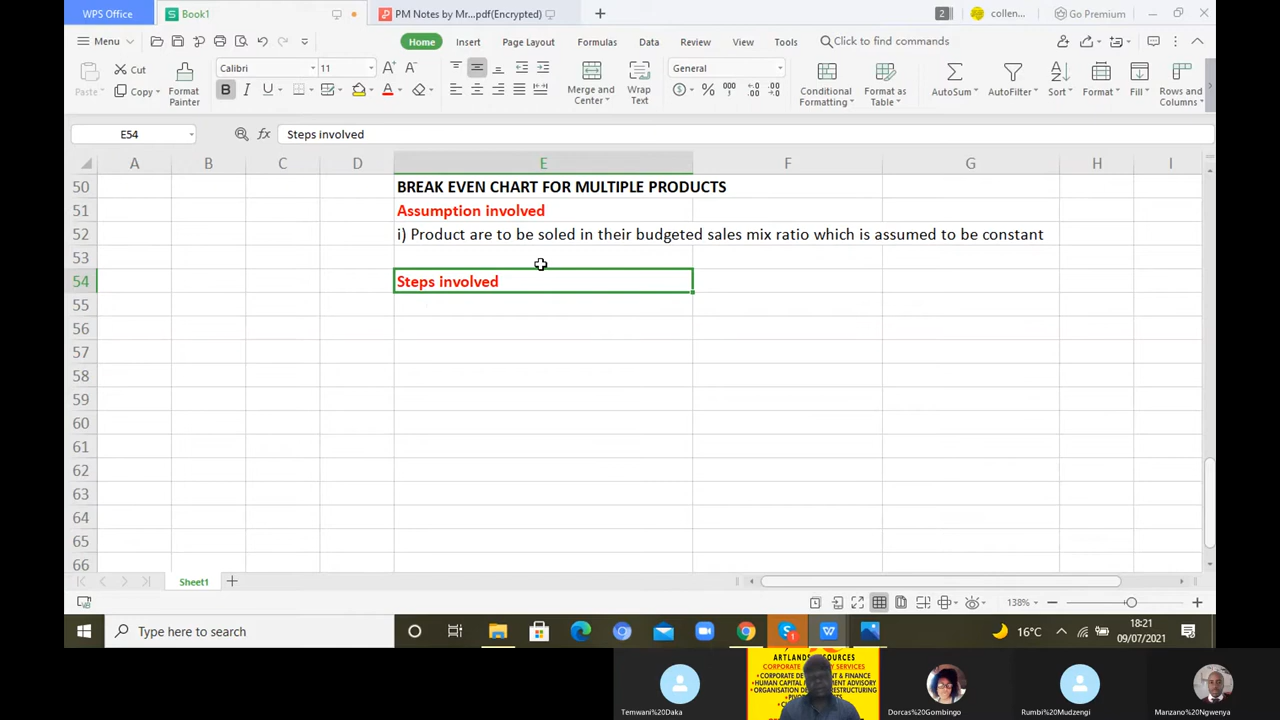 WPS Office
Book1
PM Notes by Mr...pdf(Encrypted)
2
collen...
Go Premium
Menu
Home
Insert
Page Layout
Formulas
Data
Review
View
Tools
Click to find commands
Paste
Cut
Copy
Format Painter
Calibri
11
Merge and Center
Wrap Text
General
Conditional Formatting
Format as Table
AutoSum
AutoFilter
Sort
Format
Fill
Rows and Columns
E54
Steps involved
A B C D E F G H I
50 BREAK EVEN CHART FOR MULTIPLE PRODUCTS
51 Assumption involved
52 i) Product are to be soled in their budgeted sales mix ratio which is assumed to be constant
53
54 Steps involved
55
56
57
58
59
60
61
62
63
64
65
66
Sheet1
138%
Type here to search
16°C
18:21
09/07/2021
ARTLANDS RESOURCES
Temwani%20Daka
Dorcas%20Gombingo
Rumbi%20Mudzengi
Manzano%20Ngwenya